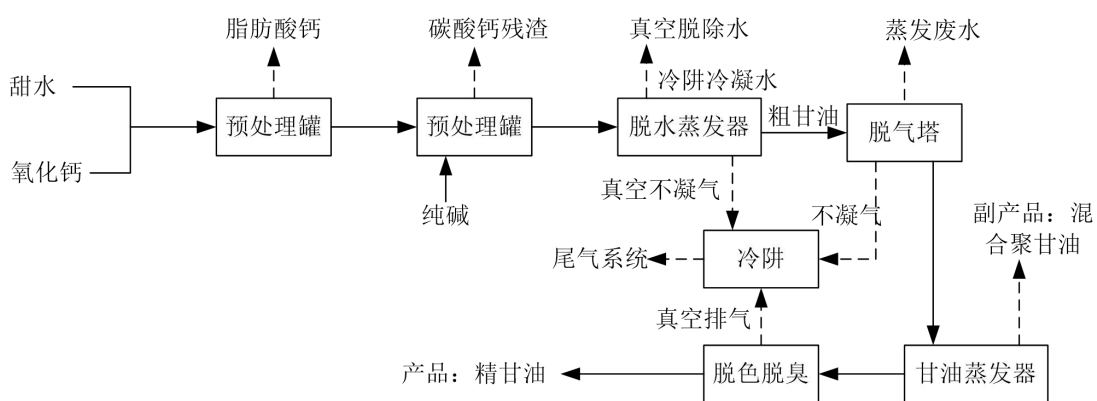 脂肪酸钙
碳酸钙残渣
真空脱除水
蒸发废水
甜水
冷阱冷凝水
预处理罐
预处理罐
脱水蒸发器
粗甘油
脱气塔
氧化钙
真空不凝气
纯碱
不凝气
副产品：混
合聚甘油
尾气系统
冷阱
真空排气
产品：精甘油
脱色脱臭
甘油蒸发器